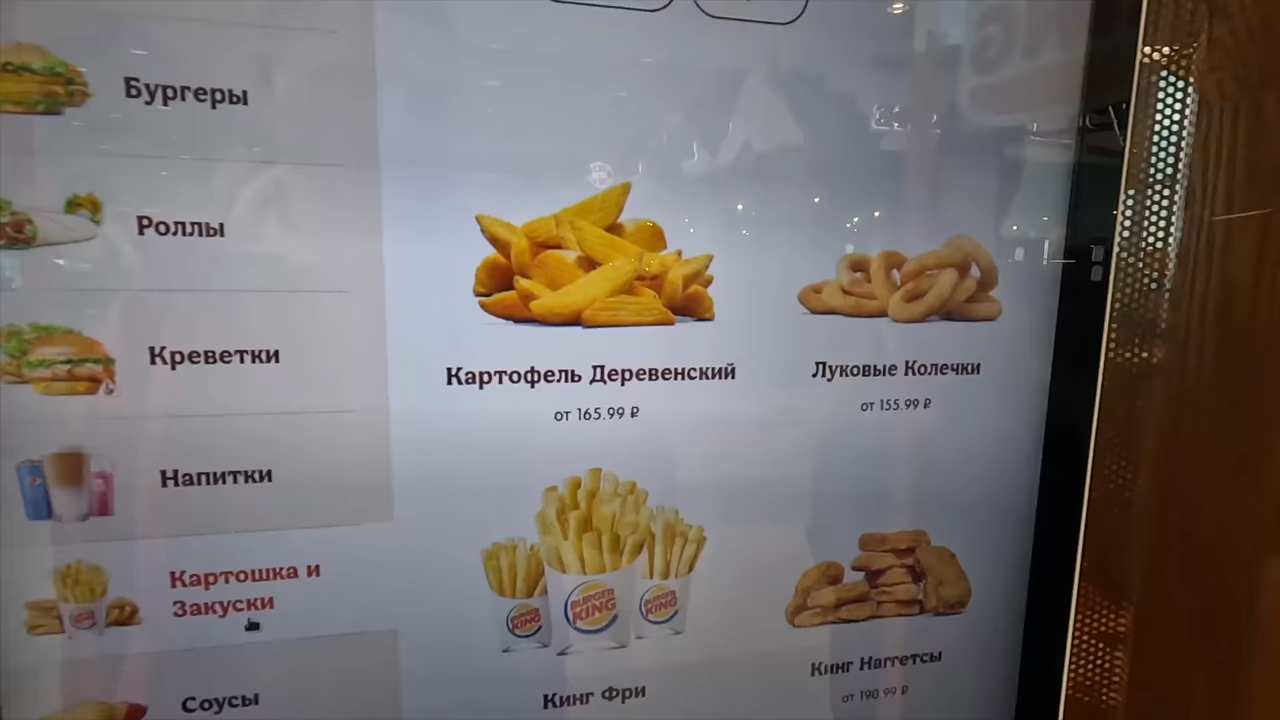 Бургеры
Роллы
Креветки
Напитки
Картошка и
Закуски
Соусы
Картофель Деревенский
от 165.99 ₽
Луковые Колечки
от 155.99 ₽
BURGER
KING
BURGER
KING
BURGER
KING
Кинг Фри
Кинг Наггетсы
от 190.99 ₽